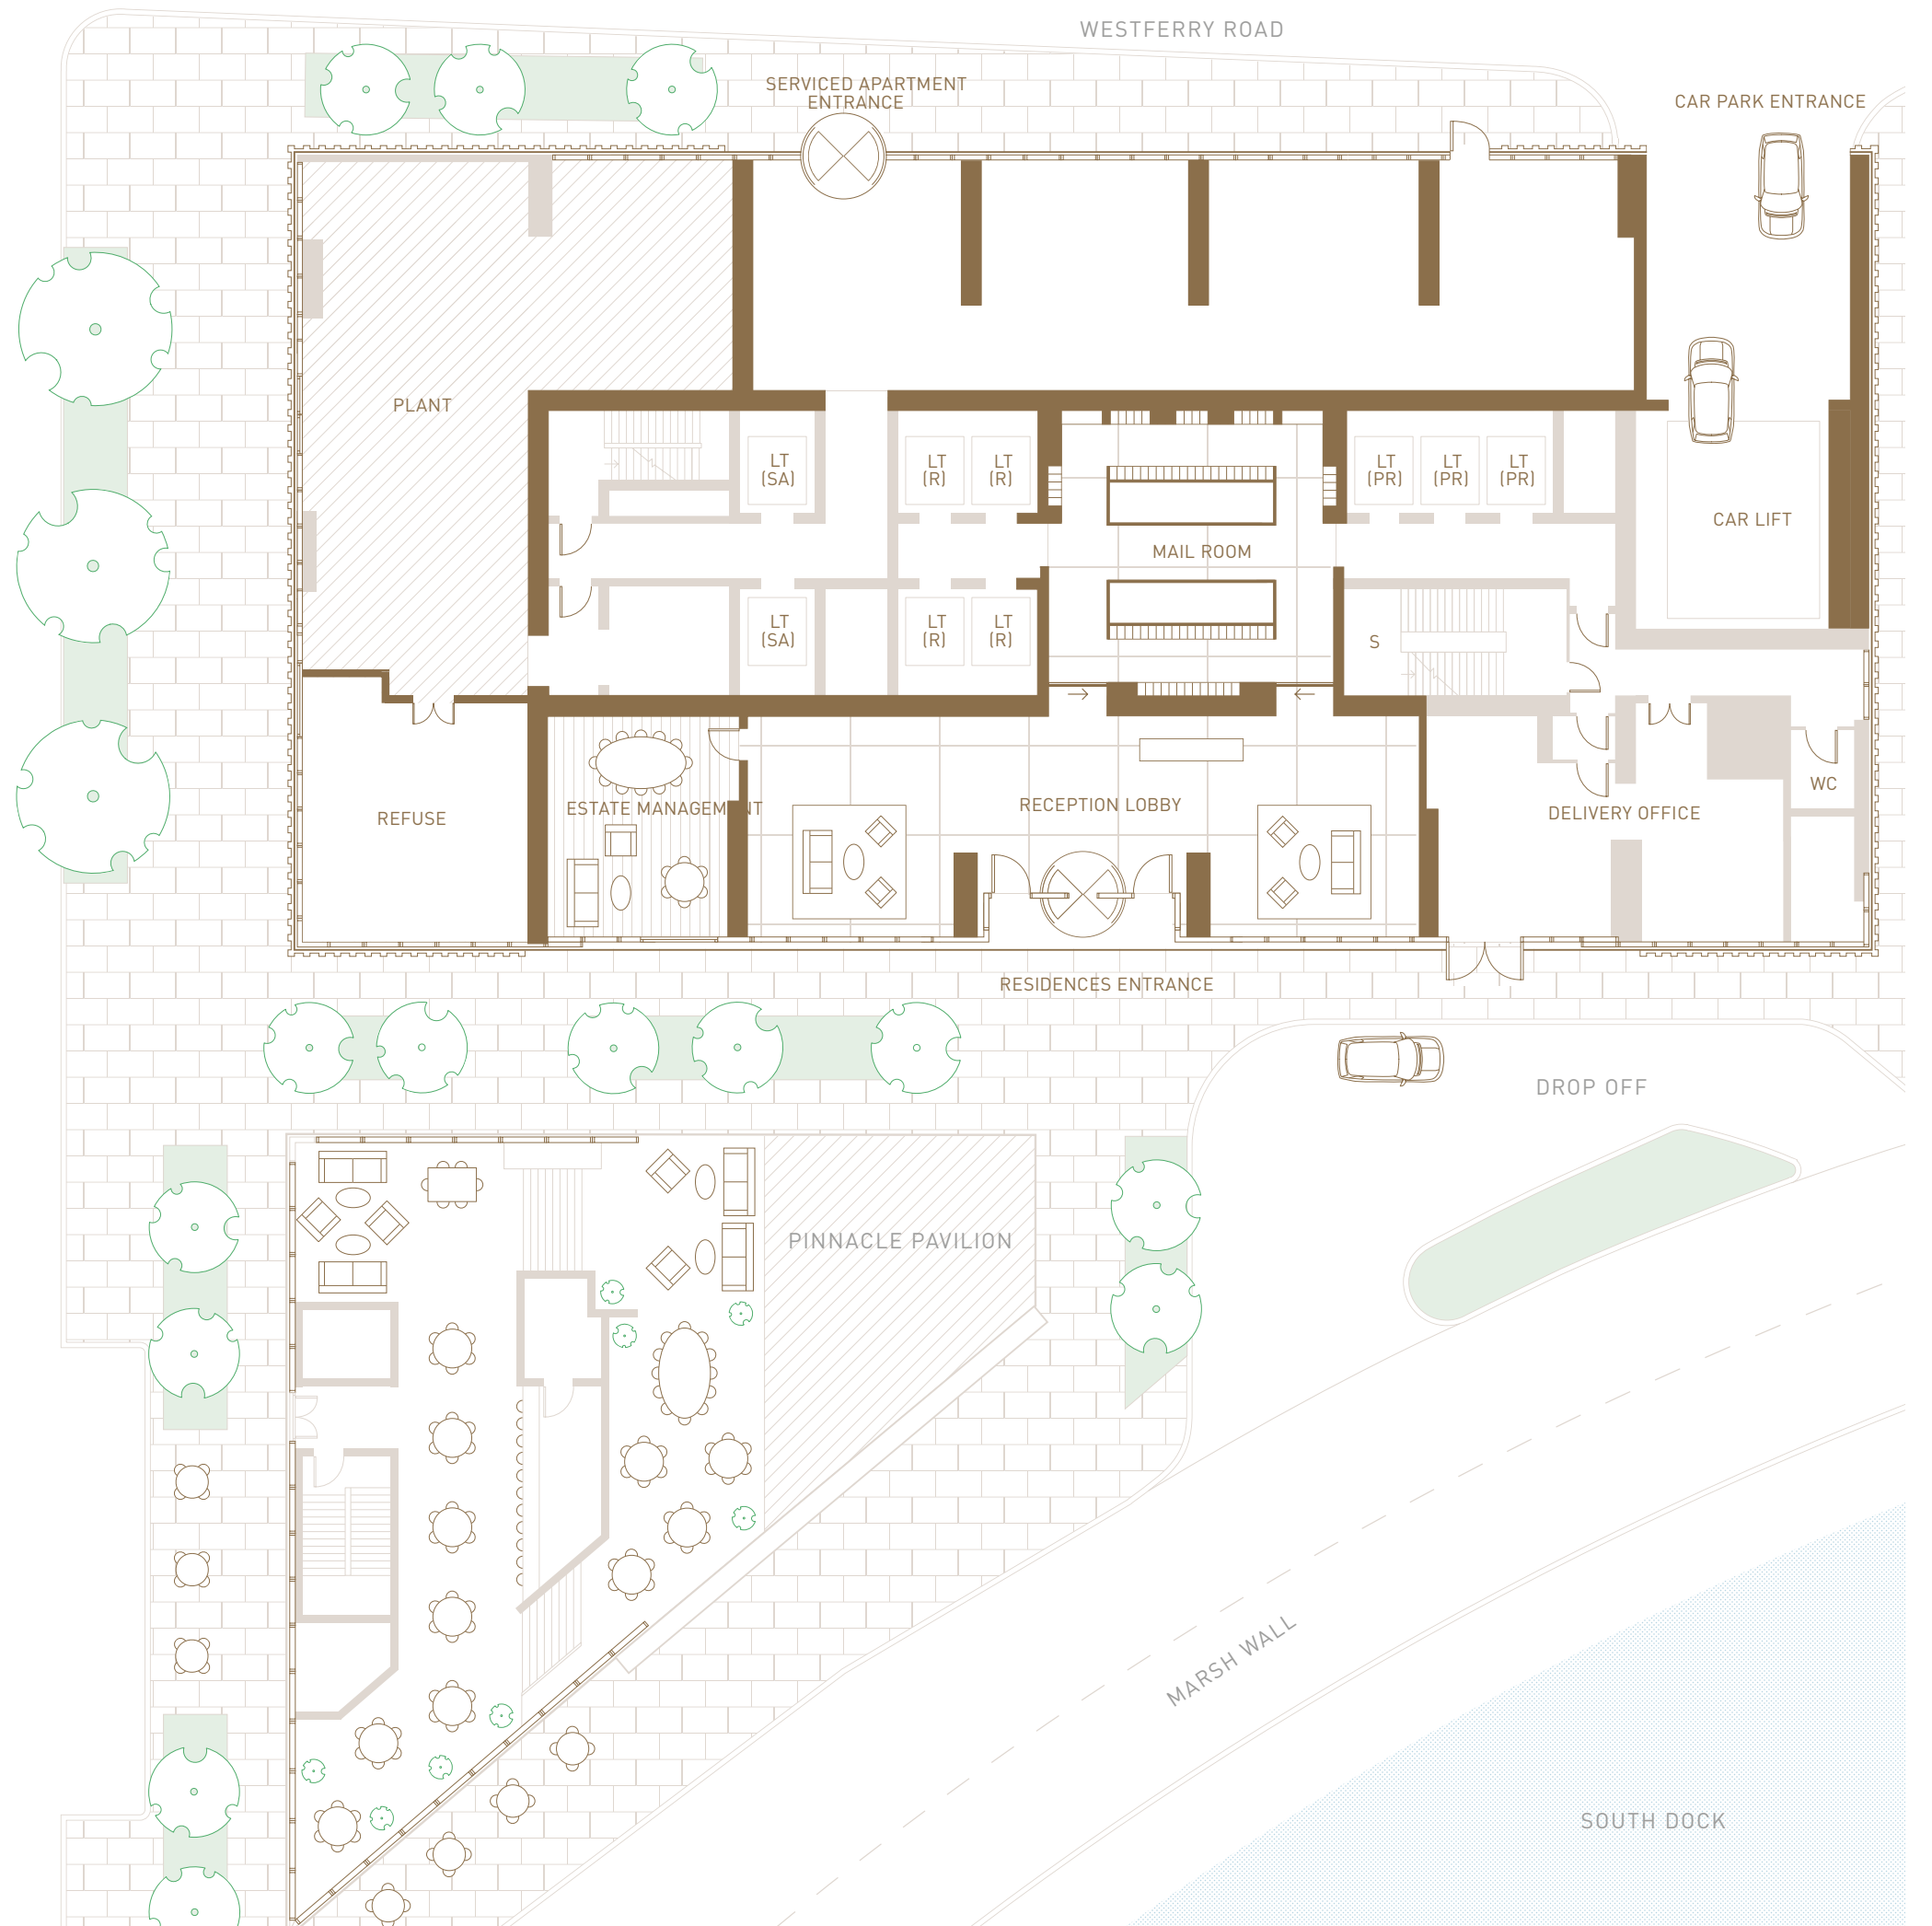 WESTFERRY ROAD
SERVICED APARTMENT
ENTRANCE
CAR PARK ENTRANCE
PLANT
LT
(SA)
LT
(R)
LT
(R)
LT
(PR)
LT
(PR)
LT
(PR)
CAR LIFT
MAIL ROOM
LT
(SA)
LT
(R)
LT
(R)
S
WC
REFUSE
ESTATE MANAGEMENT
RECEPTION LOBBY
DELIVERY OFFICE
RESIDENCES ENTRANCE
DROP OFF
PINNACLE PAVILION
MARSH WALL
SOUTH DOCK